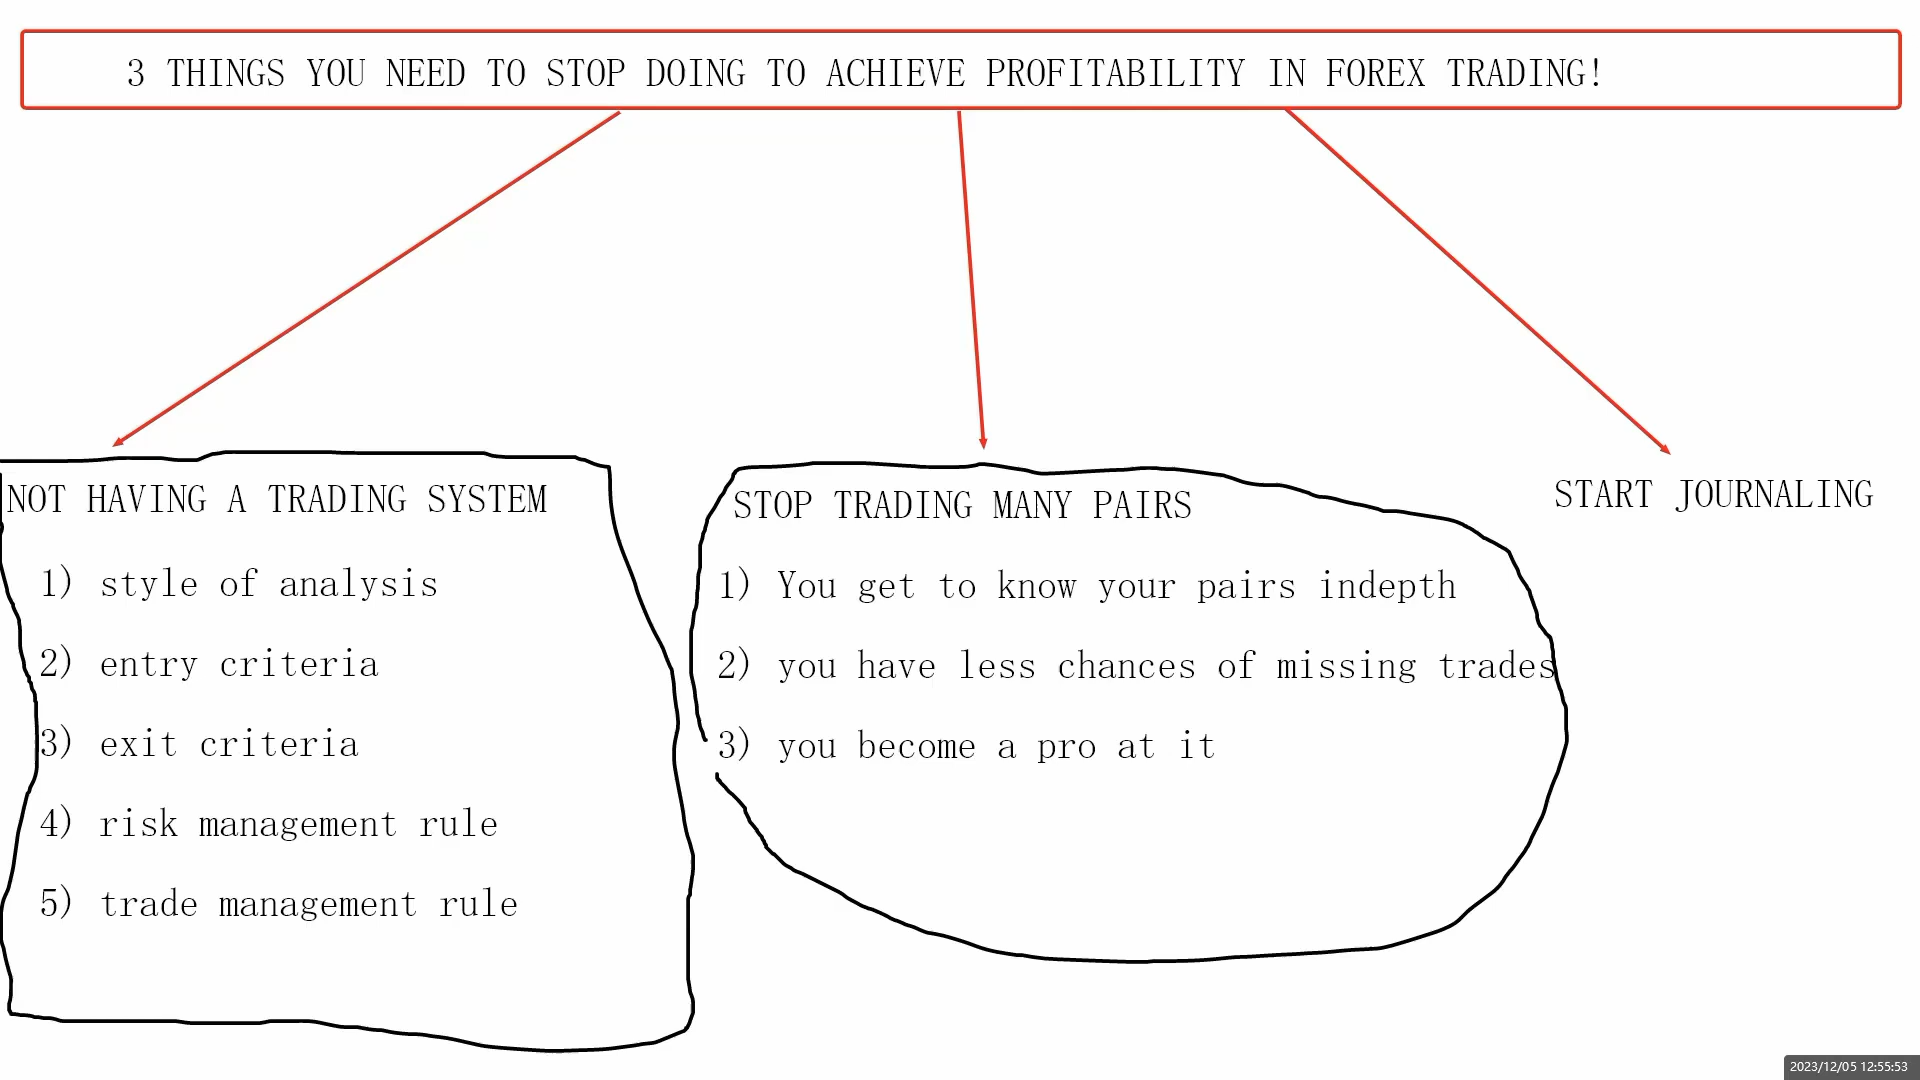 3 THINGS YOU NEED TO STOP DOING TO ACHIEVE PROFITABILITY IN FOREX TRADING!
NOT HAVING A TRADING SYSTEM
1) style of analysis
2) entry criteria
3) exit criteria
4) risk management rule
5) trade management rule
STOP TRADING MANY PAIRS
1) You get to know your pairs indepth
2) you have less chances of missing trades
3) you become a pro at it
START JOURNALING
2023/12/05 12:55:53